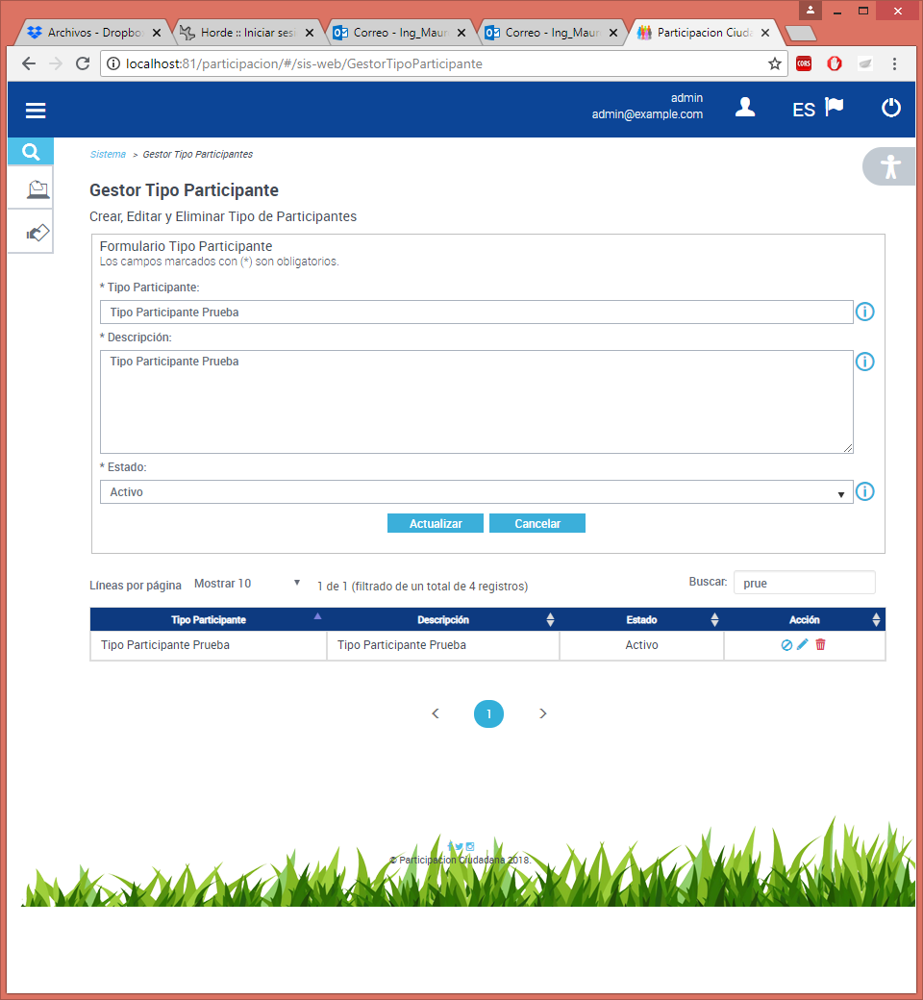 Archivos - Dropbo
Horde :: Iniciar ses
Correo - Ing_Mau
Correo - Ing_Mau
Participacion Ciuda
localhost:81/participacion/#/sis-web/GestorTipoParticipante
CORS
admin
admin@example.com
ES
Sistema > Gestor Tipo Participantes
Gestor Tipo Participante
Crear, Editar y Eliminar Tipo de Participantes
Formulario Tipo Participante
Los campos marcados con (*) son obligatorios.
* Tipo Participante:
Tipo Participante Prueba
* Descripción:
Tipo Participante Prueba
* Estado:
Activo
Actualizar Cancelar
Líneas por página Mostrar 10 1 de 1 (filtrado de un total de 4 registros) Buscar: prue
Tipo Participante Descripción Estado Acción
Tipo Participante Prueba Tipo Participante Prueba Activo
< 1 >
© Participacion Ciudadana 2018.